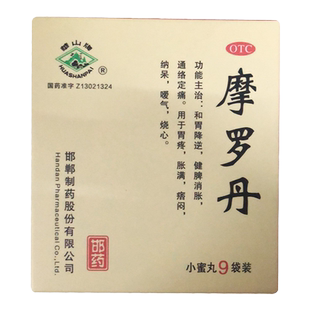 华山牌
HUASHANPAI
®
国药准字 Z13021324
OTC
摩罗丹
功能主治：和胃降逆，健脾消胀，
通络定痛。用于胃疼，胀满，痞闷，
纳呆，嗳气，烧心。
邯郸制药股份有限公司
Handan Pharmaceutical Co., Ltd.
邯药
小蜜丸9袋装